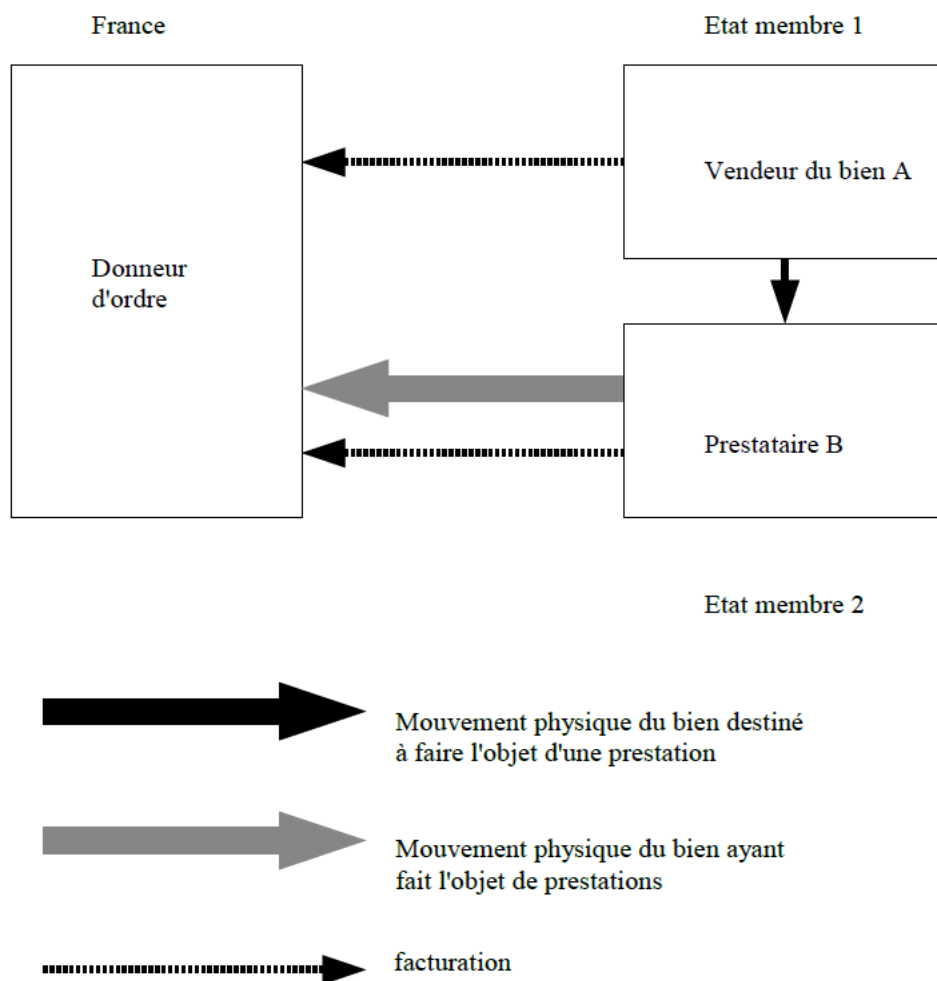 France
Etat membre 1
Vendeur du bien A
Donneur
d'ordre
Prestataire B
Etat membre 2
Mouvement physique du bien destiné
à faire l'objet d'une prestation
Mouvement physique du bien ayant
fait l'objet de prestations
facturation